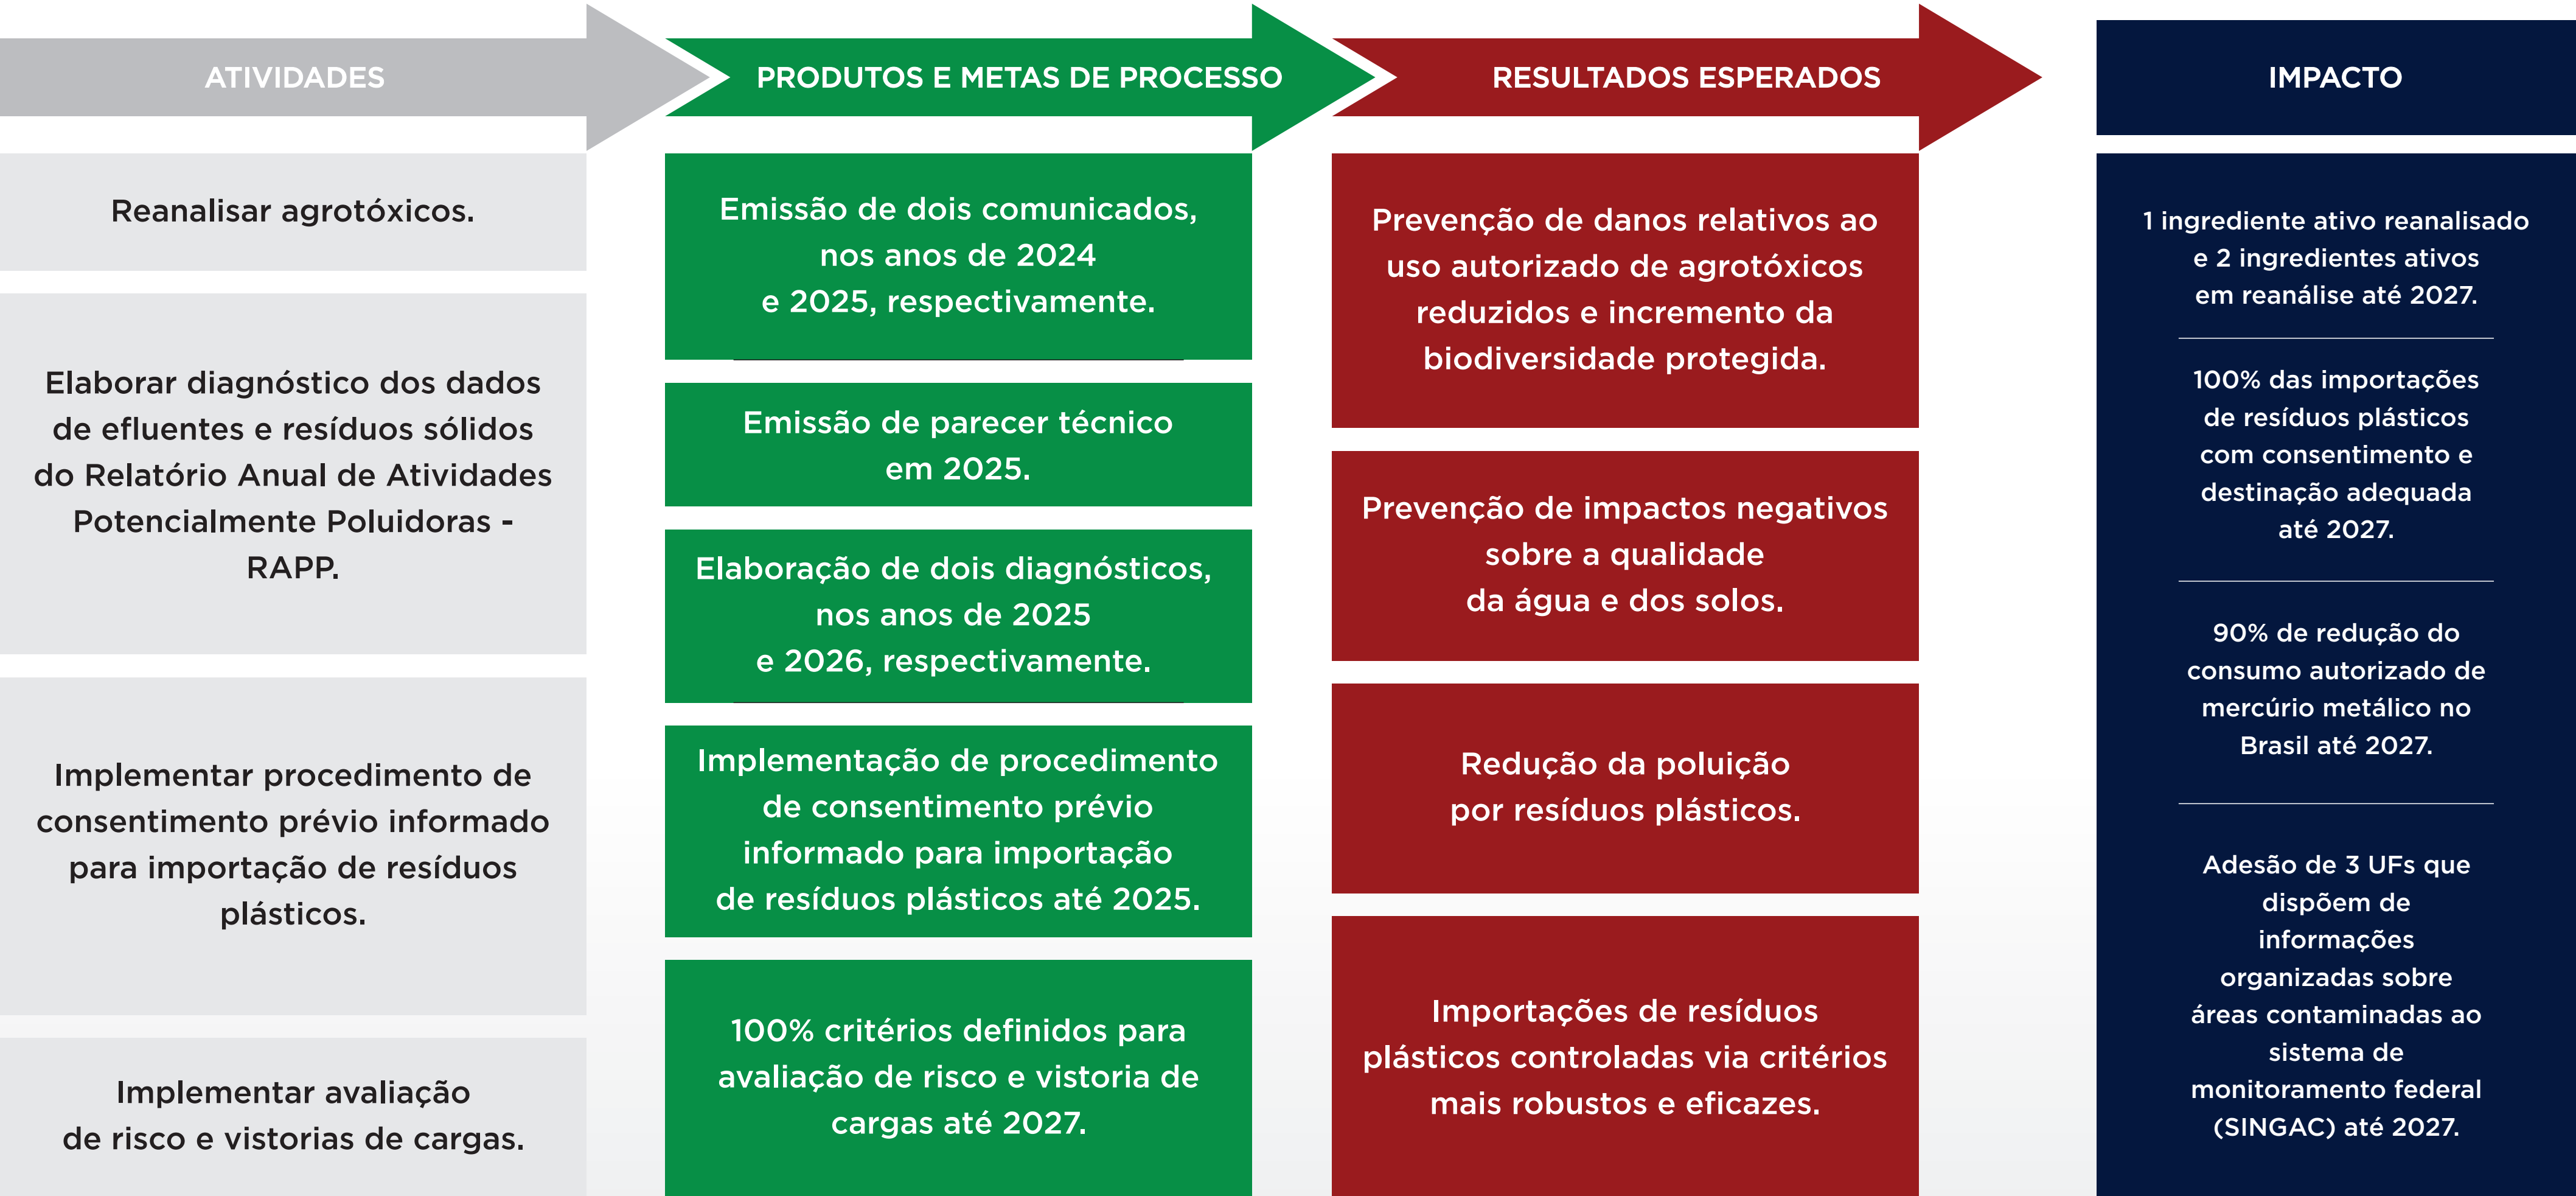 ATIVIDADES
Reanalisar agrotóxicos.
Elaborar diagnóstico dos dados
de efluentes e resíduos sólidos
do Relatório Anual de Atividades
Potencialmente Poluidoras -
RAPP.
Implementar procedimento de
consentimento prévio informado
para importação de resíduos
plásticos.
Implementar avaliação
de risco e vistorias de cargas.
PRODUTOS E METAS DE PROCESSO
Emissão de dois comunicados,
nos anos de 2024
e 2025, respectivamente.
Emissão de parecer técnico
em 2025.
Elaboração de dois diagnósticos,
nos anos de 2025
e 2026, respectivamente.
Implementação de procedimento
de consentimento prévio
informado para importação
de resíduos plásticos até 2025.
100% critérios definidos para
avaliação de risco e vistoria de
cargas até 2027.
RESULTADOS ESPERADOS
Prevenção de danos relativos ao
uso autorizado de agrotóxicos
reduzidos e incremento da
biodiversidade protegida.
Prevenção de impactos negativos
sobre a qualidade
da água e dos solos.
Redução da poluição
por resíduos plásticos.
Importações de resíduos
plásticos controladas via critérios
mais robustos e eficazes.
IMPACTO
1 ingrediente ativo reanalisado
e 2 ingredientes ativos
em reanálise até 2027.
100% das importações
de resíduos plásticos
com consentimento e
destinação adequada
até 2027.
90% de redução do
consumo autorizado de
mercúrio metálico no
Brasil até 2027.
Adesão de 3 UFs que
dispõem de
informações
organizadas sobre
áreas contaminadas ao
sistema de
monitoramento federal
(SINGAC) até 2027.